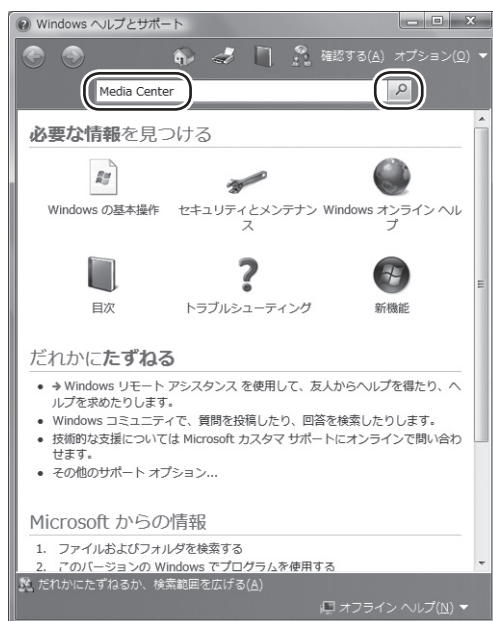 Windows ヘルプとサポート
確認する(A) オプション(O)
Media Center
必要な情報を見つける
Windows の基本操作 セキュリティとメンテナン Windows オンライン ヘル
ス プ
目次 トラブルシューティング 新機能
だれかにたずねる
• → Windows リモート アシスタンス を使用して、友人からヘルプを得たり、ヘ
ルプを求めたりします。
• Windows コミュニティで、質問を投稿したり、回答を検索したりします。
• 技術的な支援については Microsoft カスタマ サポートにオンラインで問い合わ
せます。
• その他のサポート オプション...
Microsoft からの情報
1. ファイルおよびフォルダを検索する
2. このバージョンの Windows でプログラムを使用する
だれかにたずねるか、検索範囲を広げる(A)
オフライン ヘルプ(N)